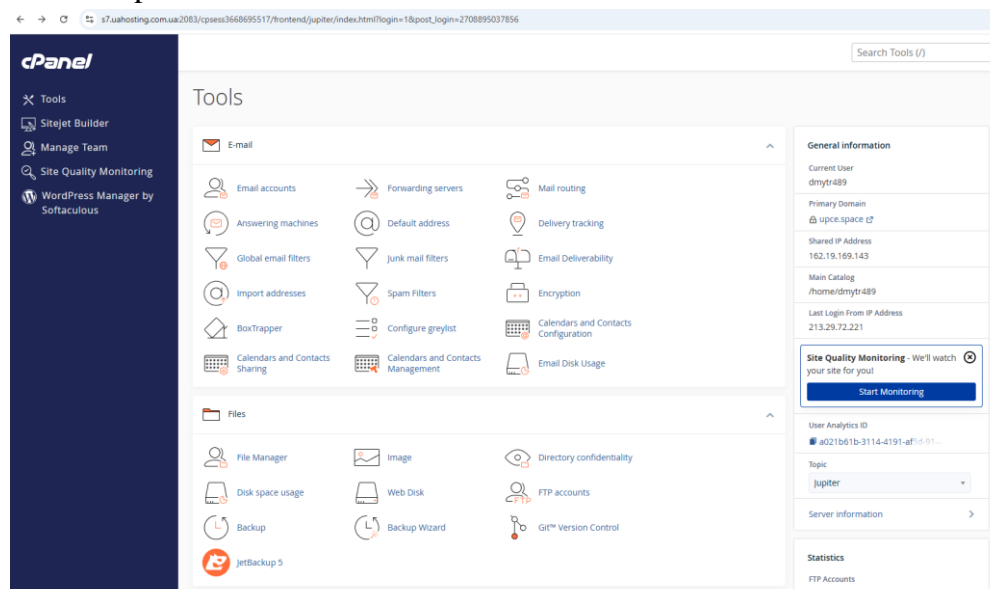 s7.uahosting.com.ua:2083/cpsess3668695517/frontend/jupiter/index.html?login=1&post_login=2708895037856
cPanel
Search Tools (/)
Tools
Sitejet Builder
Manage Team
Site Quality Monitoring
WordPress Manager by
Softaculous
Tools
E-mail
Email accounts
Forwarding servers
Mail routing
Answering machines
Default address
Delivery tracking
Global email filters
Junk mail filters
Email Deliverability
Import addresses
Spam Filters
Encryption
BoxTrapper
Configure greylist
Calendars and Contacts
Configuration
Calendars and Contacts
Sharing
Calendars and Contacts
Management
Email Disk Usage
Files
File Manager
Image
Directory confidentiality
Disk space usage
Web Disk
FTP accounts
Backup
Backup Wizard
Git™ Version Control
JetBackup 5
General information
Current User
dmytr489
Primary Domain
upce.space
Shared IP Address
162.19.169.143
Main Catalog
/home/dmytr489
Last Login From IP Address
213.29.72.221
Site Quality Monitoring - We'll watch
your site for you!
Start Monitoring
User Analytics ID
a021b61b-3114-4191-af5d-91...
Topic
Jupiter
Server information
Statistics
FTP Accounts